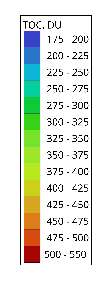 TOC, DU
175 - 200
200 - 225
225 - 250
250 - 275
275 - 300
300 - 325
325 - 350
350 - 375
375 - 400
400 - 425
425 - 450
450 - 475
475 - 500
500 - 550